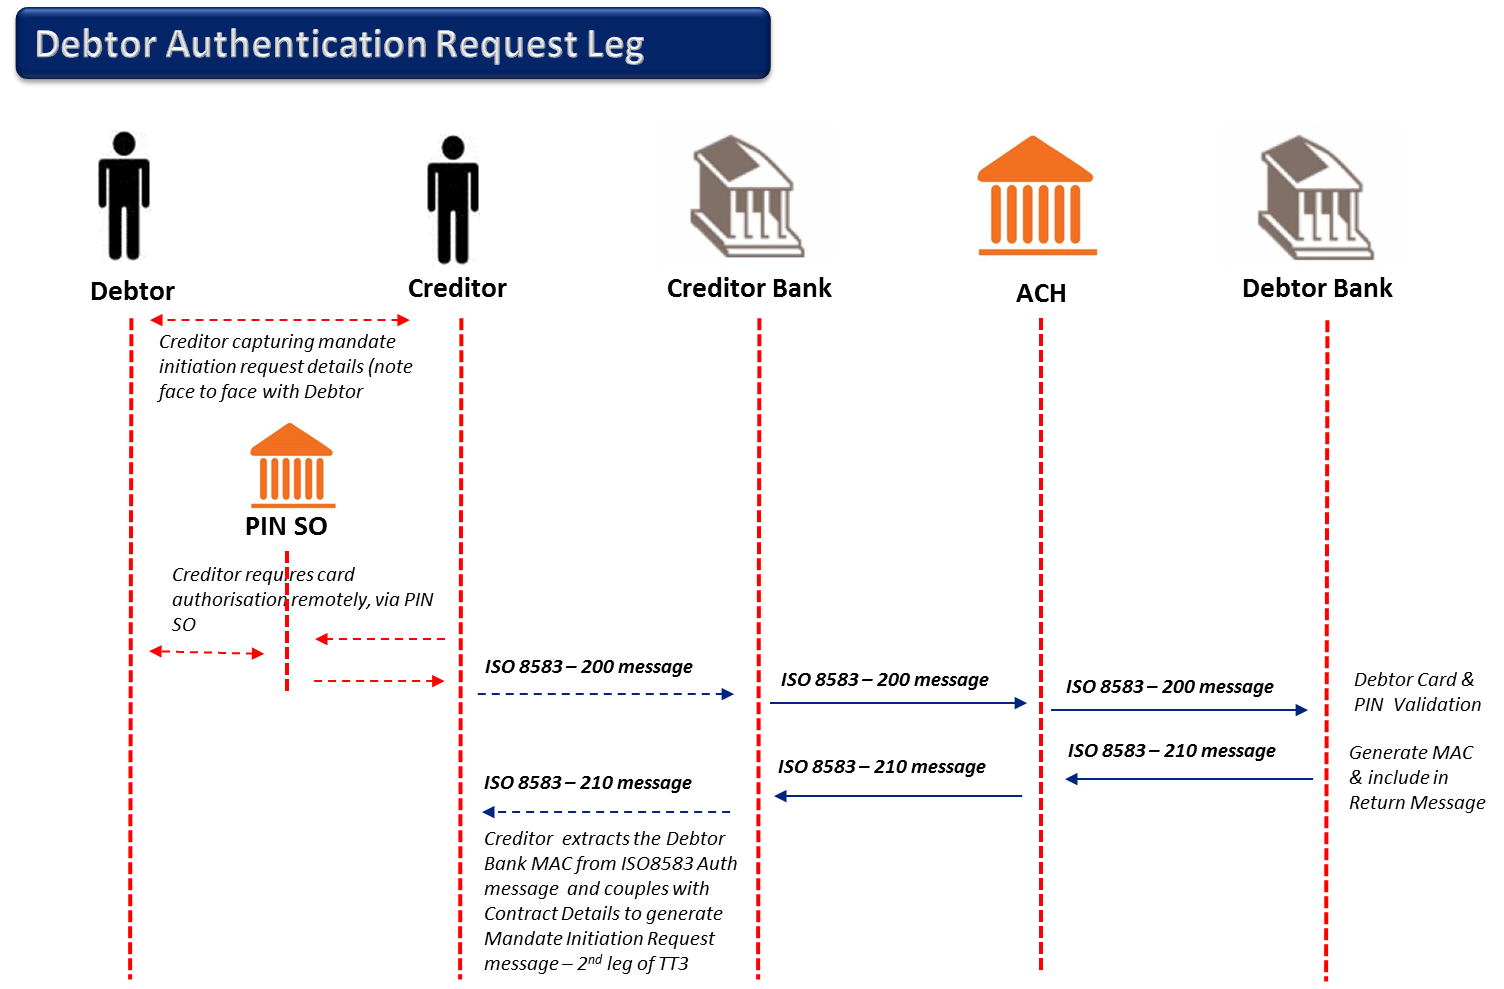 Debtor Authentication Request Leg
Debtor
Creditor
Creditor Bank
ACH
Debtor Bank
Creditor capturing mandate
initiation request details (note
face to face with Debtor
PIN SO
Creditor requires card
authorisation remotely, via PIN
SO
ISO 8583 – 200 message
ISO 8583 – 200 message
ISO 8583 – 200 message
Debtor Card &
PIN Validation
ISO 8583 – 210 message
ISO 8583 – 210 message
ISO 8583 – 210 message
Generate MAC
& include in
Return Message
Creditor extracts the Debtor
Bank MAC from ISO8583 Auth
message and couples with
Contract Details to generate
Mandate Initiation Request
message – 2nd leg of TT3